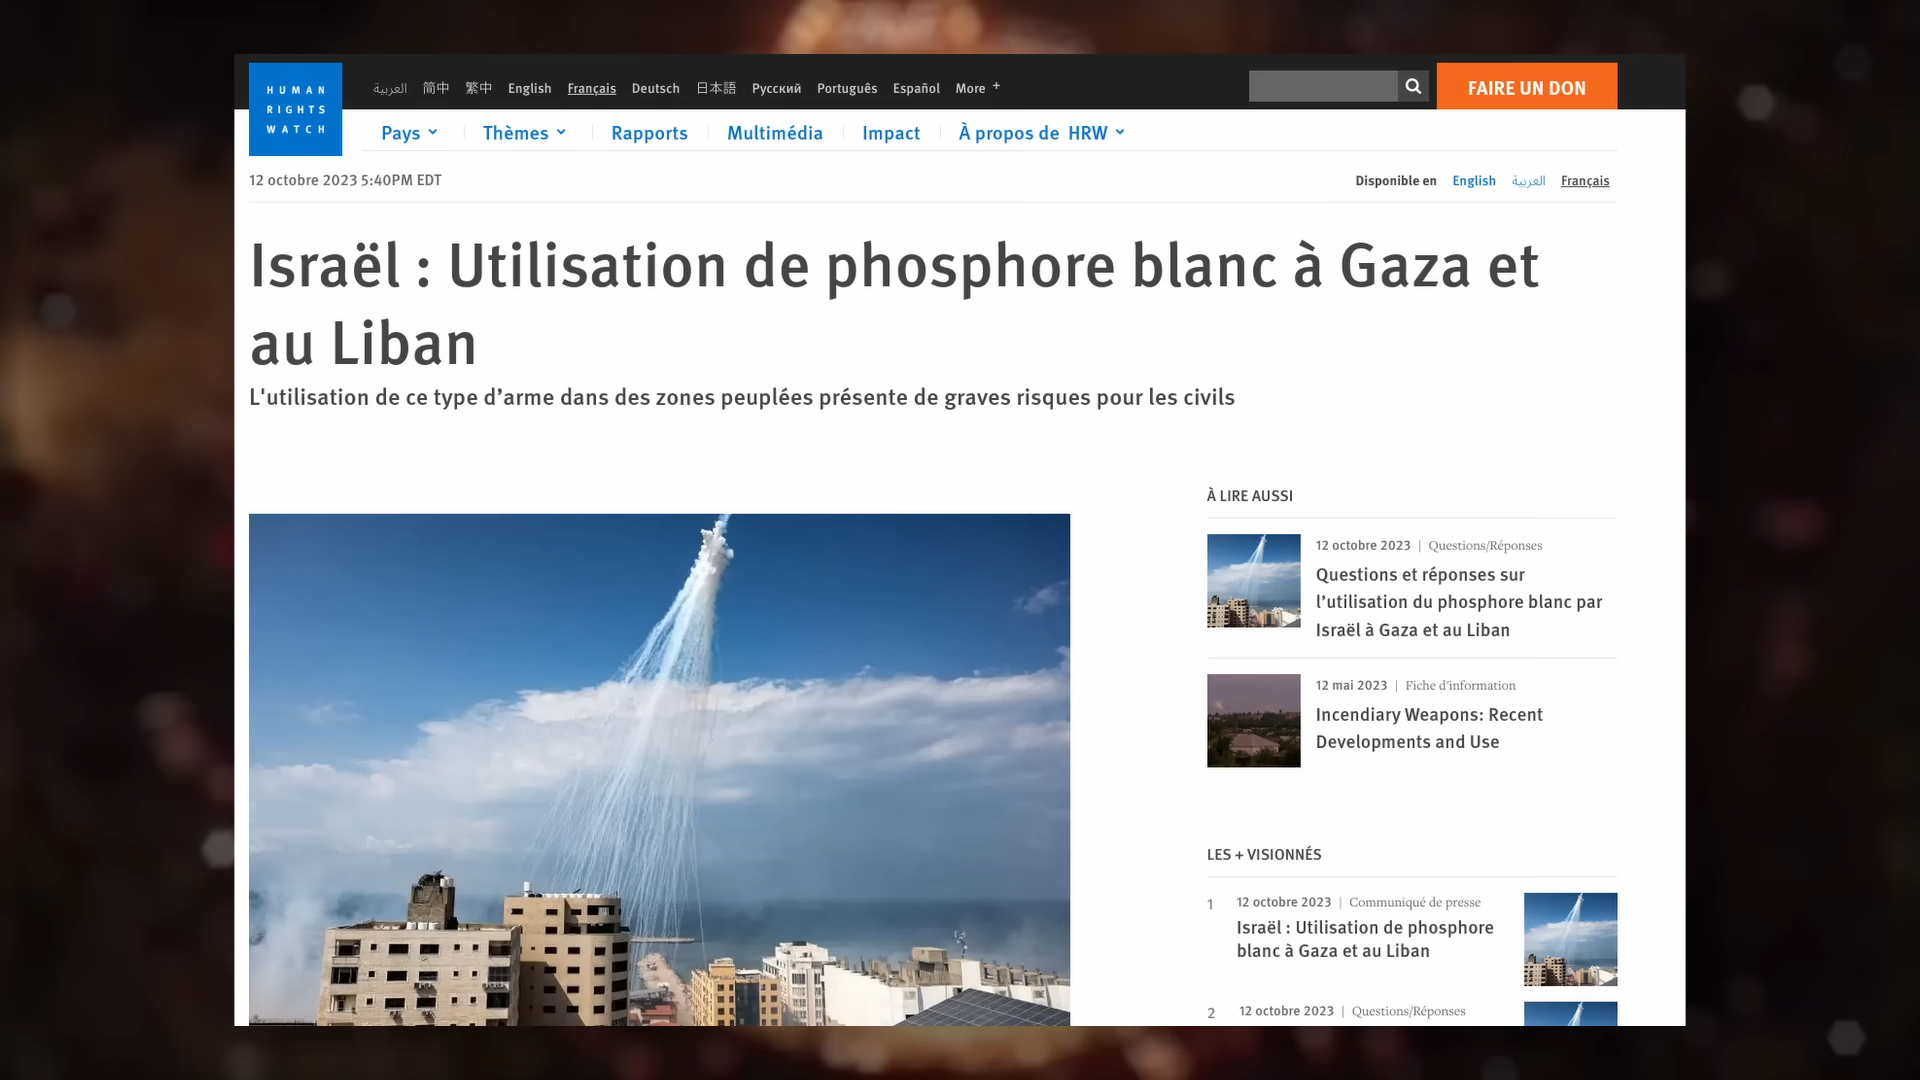 HUMAN
RIGHTS
WATCH
العربية 简中 繁中 English Français Deutsch 日本語 Русский Português Español More +
FAIRE UN DON
Pays Thèmes Rapports Multimédia Impact À propos de HRW
12 octobre 2023 5:40PM EDT
Disponible en English العربية Français
Israël : Utilisation de phosphore blanc à Gaza et
au Liban
L'utilisation de ce type d’arme dans des zones peuplées présente de graves risques pour les civils
À LIRE AUSSI
12 octobre 2023 | Questions/Réponses
Questions et réponses sur
l’utilisation du phosphore blanc par
Israël à Gaza et au Liban
12 mai 2023 | Fiche d'information
Incendiary Weapons: Recent
Developments and Use
LES + VISIONNÉS
1 12 octobre 2023 | Communiqué de presse
Israël : Utilisation de phosphore
blanc à Gaza et au Liban
2 12 octobre 2023 | Questions/Réponses